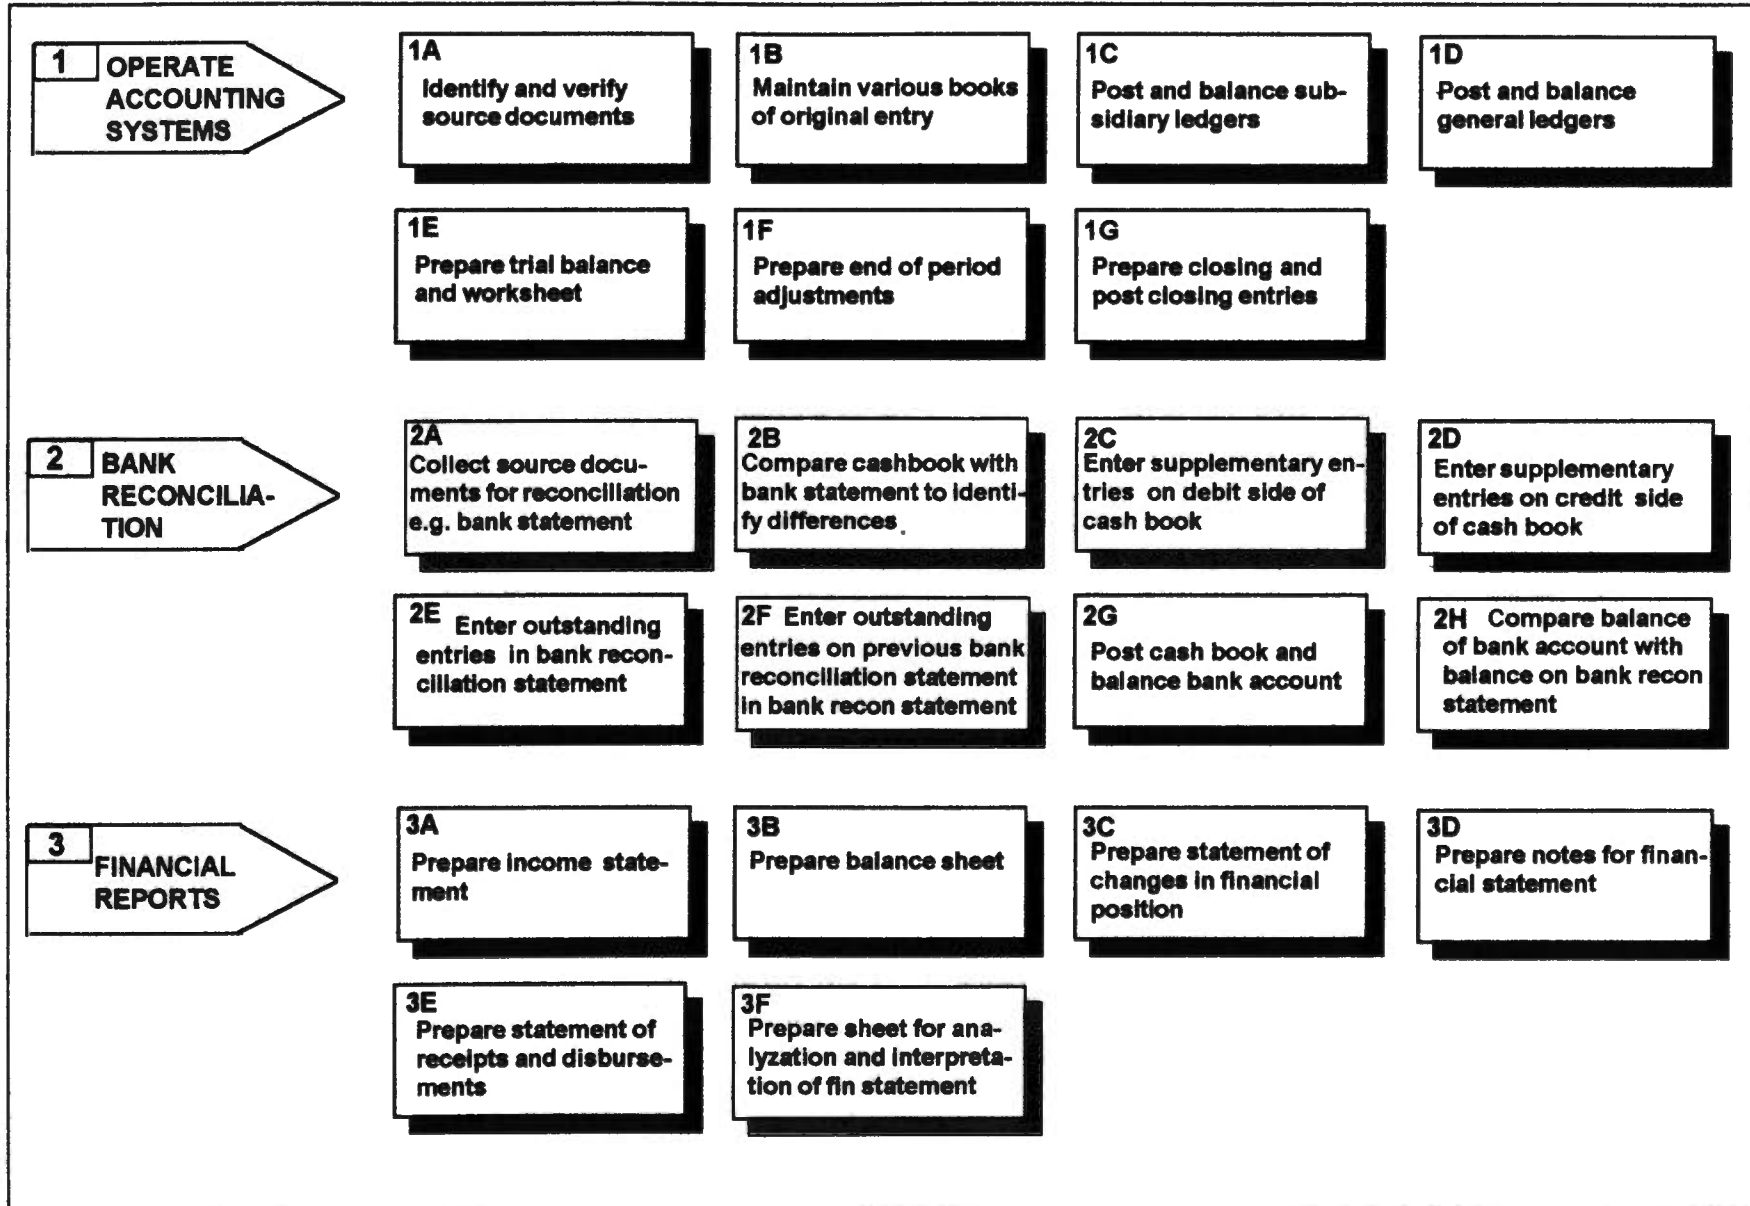 1 OPERATE
ACCOUNTING
SYSTEMS
1A
Identify and verify
source documents
1B
Maintain various books
of original entry
1C
Post and balance sub-
sidiary ledgers
1D
Post and balance
general ledgers
1E
Prepare trial balance
and worksheet
1F
Prepare end of period
adjustments
1G
Prepare closing and
post closing entries
2 BANK
RECONCILIA-
TION
2A
Collect source docu-
ments for reconciliation
e.g. bank statement
2B
Compare cashbook with
bank statement to identi-
fy differences
2C
Enter supplementary en-
tries on debit side of
cash book
2D
Enter supplementary
entries on credit side
of cash book
2E Enter outstanding
entries in bank recon-
ciliation statement
2F Enter outstanding
entries on previous bank
reconciliation statement
in bank recon statement
2G
Post cash book and
balance bank account
2H Compare balance
of bank account with
balance on bank recon
statement
3 FINANCIAL
REPORTS
3A
Prepare income state-
ment
3B
Prepare balance sheet
3C
Prepare statement of
changes in financial
position
3D
Prepare notes for finan-
cial statement
3E
Prepare statement of
receipts and disburse-
ments
3F
Prepare sheet for ana-
lyzation and interpreta-
tion of fin statement